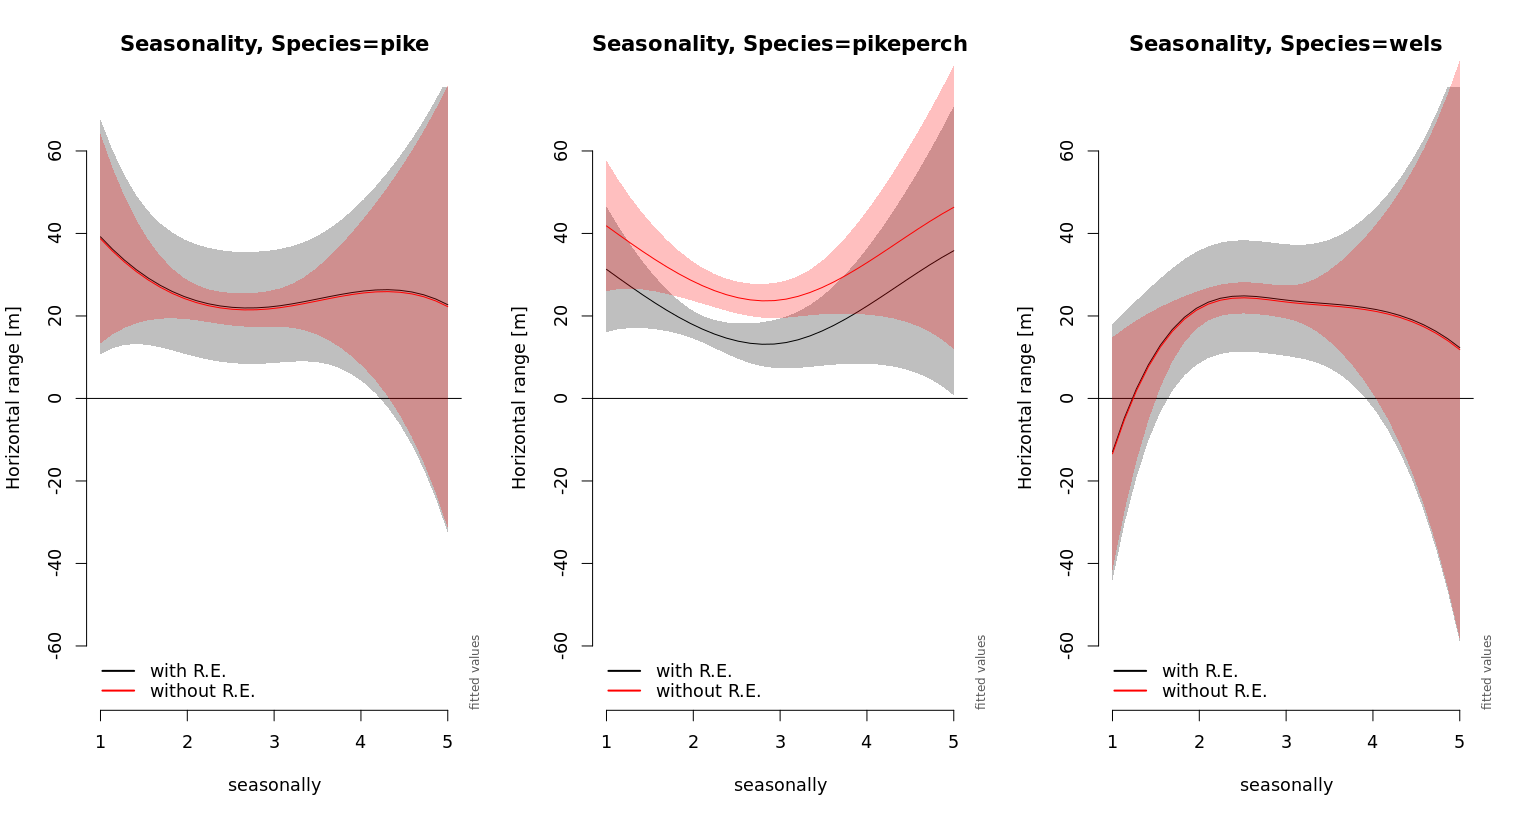 Seasonality, Species=pike
Horizontal range [m]
60
40
20
0
-20
-40
-60
with R.E.
without R.E.
fitted values
1 2 3 4 5
seasonally
Seasonality, Species=pikeperch
Horizontal range [m]
60
40
20
0
-20
-40
-60
with R.E.
without R.E.
fitted values
1 2 3 4 5
seasonally
Seasonality, Species=wels
Horizontal range [m]
60
40
20
0
-20
-40
-60
with R.E.
without R.E.
fitted values
1 2 3 4 5
seasonally